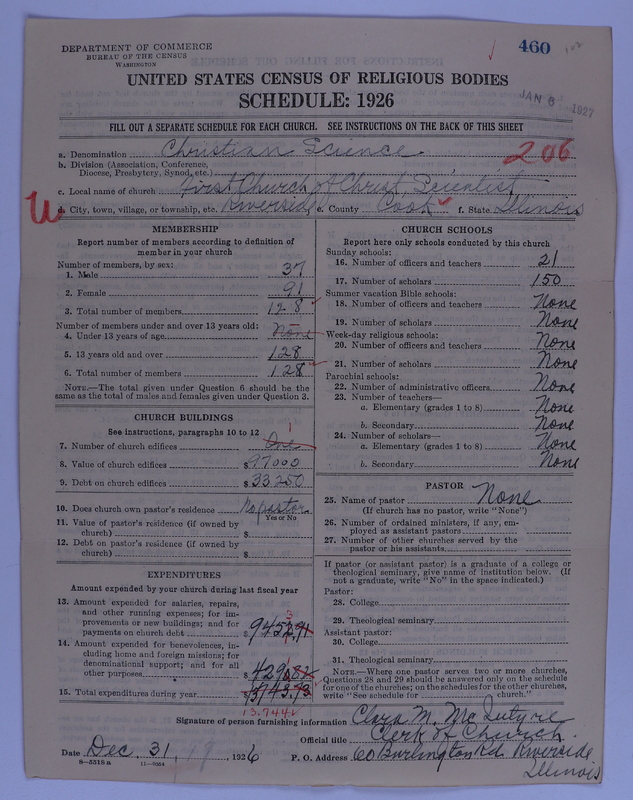 DEPARTMENT OF COMMERCE
BUREAU OF THE CENSUS
WASHINGTON
460
UNITED STATES CENSUS OF RELIGIOUS BODIES
SCHEDULE: 1926
JAN 8 1927
FILL OUT A SEPARATE SCHEDULE FOR EACH CHURCH. SEE INSTRUCTIONS ON THE BACK OF THIS SHEET
a. Denomination Christian Science 206
b. Division (Association, Conference,
Diocese, Presbytery, Synod, etc.)
c. Local name of church First Church of Christ, Scientist
d. City, town, village, or township, etc. Riverside e. County Cook f. State Illinois
MEMBERSHIP
Report number of members according to definition of
member in your church
Number of members, by sex:
1. Male 37
2. Female 91
3. Total number of members 128
Number of members under and over 13 years old:
4. Under 13 years of age None
5. 13 years old and over 128
6. Total number of members 128
NOTE.—The total given under Question 6 should be the
same as the total of males and females given under Question 3.
CHURCH BUILDINGS
See instructions, paragraphs 10 to 12
1
7. Number of church edifices One
8. Value of church edifices $97000
9. Debt on church edifices $33250
10. Does church own pastor's residence No pastor
Yes or No
11. Value of pastor's residence (if owned by
church) $
12. Debt on pastor's residence (if owned by
church) $
EXPENDITURES
Amount expended by your church during last fiscal year
13. Amount expended for salaries, repairs,
and other running expenses; for im-
provements or new buildings; and for
payments on church debt $9452.91
14. Amount expended for benevolences, in-
cluding home and foreign missions; for
denominational support; and for all
other purposes $4290.82
15. Total expenditures during year $13743.73
13.744
CHURCH SCHOOLS
Report here only schools conducted by this church
Sunday schools:
16. Number of officers and teachers 21
17. Number of scholars 150
Summer vacation Bible schools:
18. Number of officers and teachers None
19. Number of scholars None
Week-day religious schools:
20. Number of officers and teachers None
21. Number of scholars None
Parochial schools:
22. Number of administrative officers None
23. Number of teachers—
a. Elementary (grades 1 to 8) None
b. Secondary None
24. Number of scholars—
a. Elementary (grades 1 to 8) None
b. Secondary None
PASTOR
25. Name of pastor None
(If church has no pastor, write "None")
26. Number of ordained ministers, if any, em-
ployed as assistant pastors
27. Number of other churches served by the
pastor or his assistants
If pastor (or assistant pastor) is a graduate of a college or
theological seminary, give name of institution below. (If
not a graduate, write "No" in the space indicated.)
Pastor:
28. College
29. Theological seminary
Assistant pastor:
30. College
31. Theological seminary
NOTE.—Where one pastor serves two or more churches,
Questions 28 and 29 should be answered only on the schedule
for one of the churches; on the schedules for the other churches,
write "See schedule for church."
Signature of person furnishing information Clara M. McIntyre
Official title Clerk of Church
Date Dec. 31, 1926 P. O. Address 60 Burlington Rd. Riverside
Illinois
8-5518a 11-9954